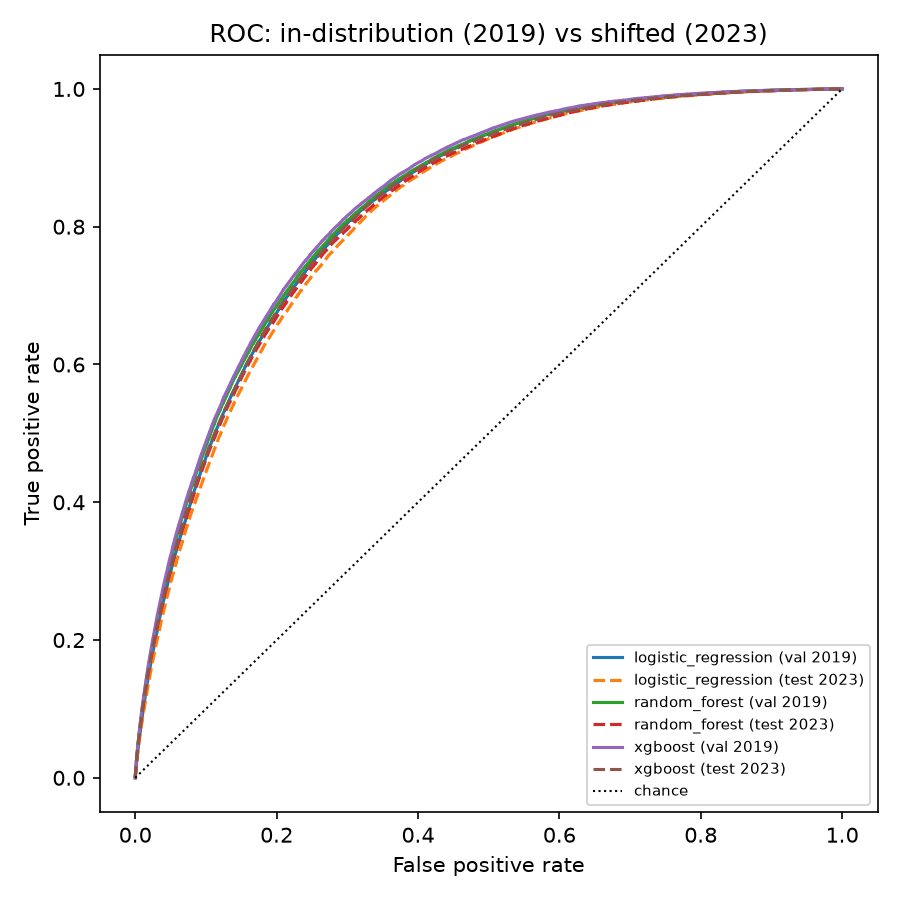 ROC: in-distribution (2019) vs shifted (2023)
1.0
0.8
0.6
0.4
0.2
0.0
True positive rate
logistic_regression (val 2019)
logistic_regression (test 2023)
random_forest (val 2019)
random_forest (test 2023)
xgboost (val 2019)
xgboost (test 2023)
chance
0.0 0.2 0.4 0.6 0.8 1.0
False positive rate